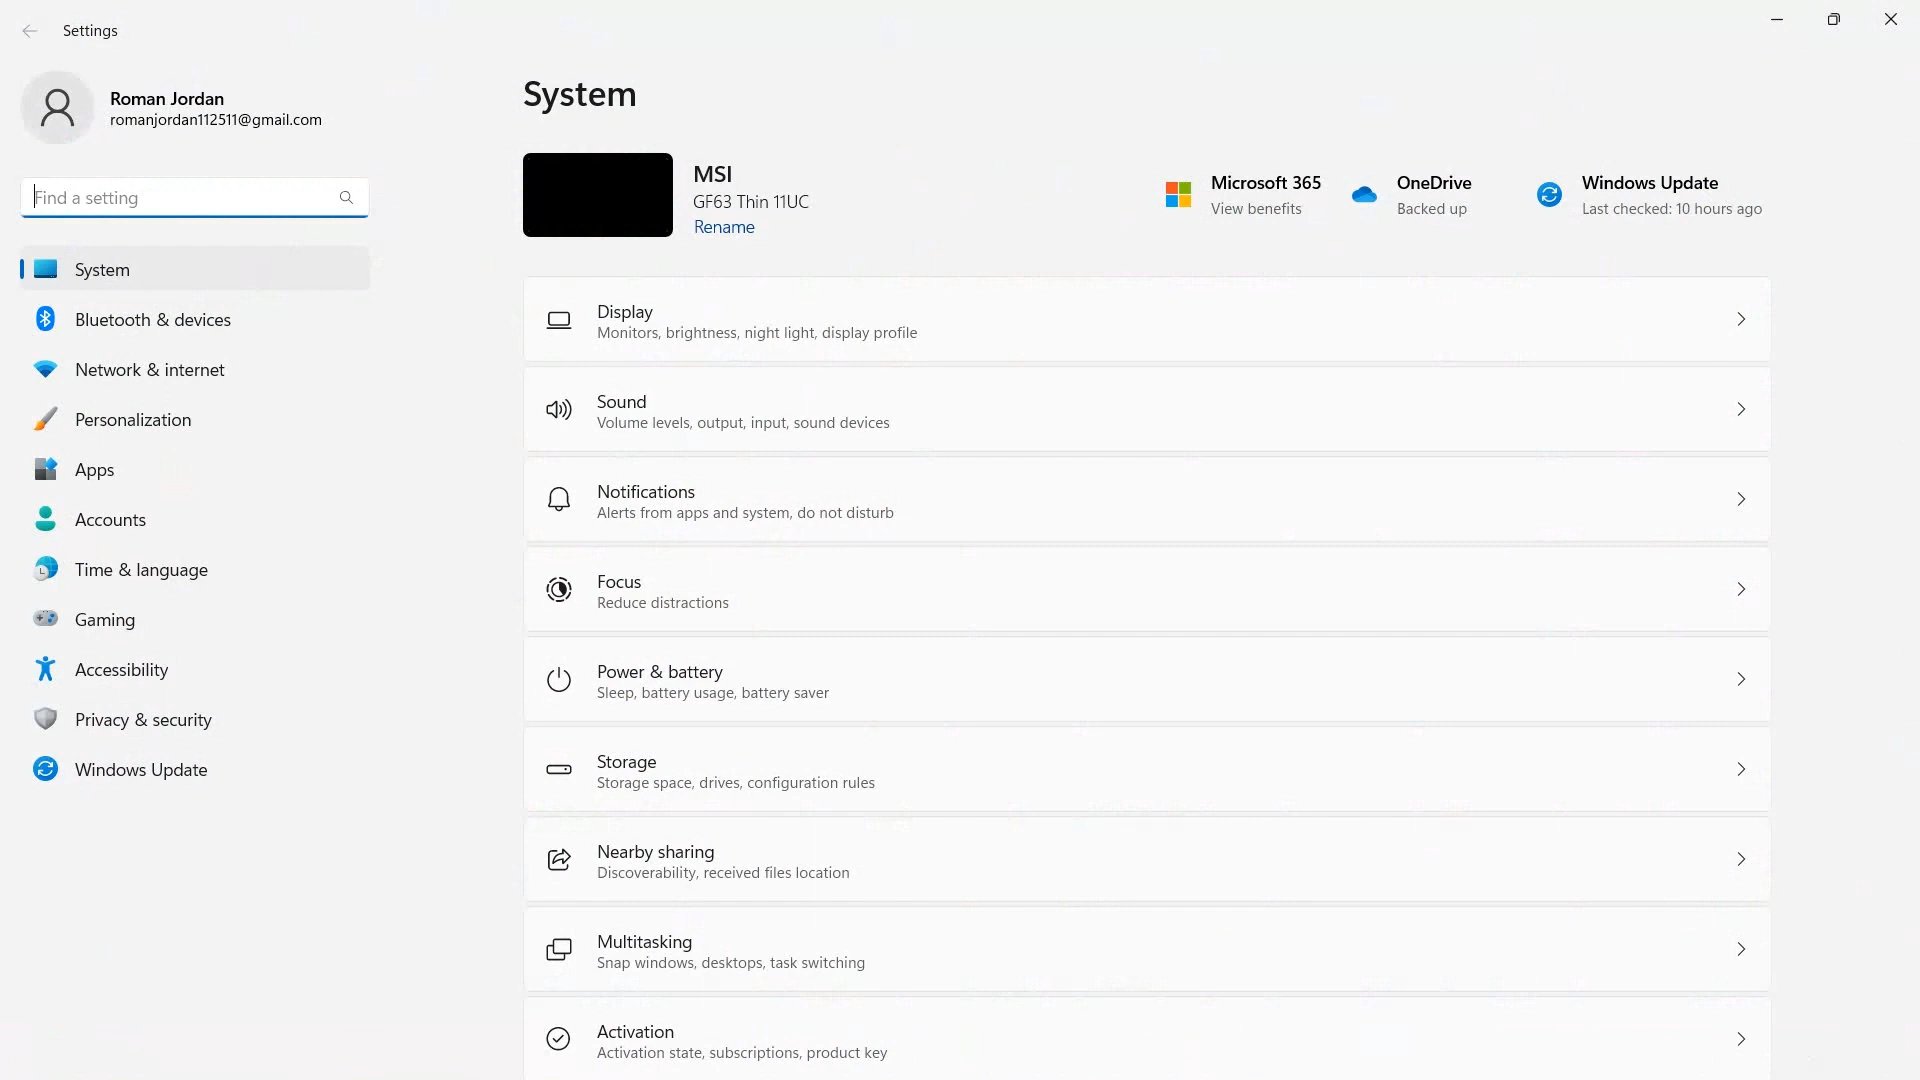 Settings
Roman Jordan
romanjordan112511@gmail.com
Find a setting
System
Bluetooth & devices
Network & internet
Personalization
Apps
Accounts
Time & language
Gaming
Accessibility
Privacy & security
Windows Update
System
MSI
GF63 Thin 11UC
Rename
Microsoft 365
View benefits
OneDrive
Backed up
Windows Update
Last checked: 10 hours ago
Display
Monitors, brightness, night light, display profile
Sound
Volume levels, output, input, sound devices
Notifications
Alerts from apps and system, do not disturb
Focus
Reduce distractions
Power & battery
Sleep, battery usage, battery saver
Storage
Storage space, drives, configuration rules
Nearby sharing
Discoverability, received files location
Multitasking
Snap windows, desktops, task switching
Activation
Activation state, subscriptions, product key